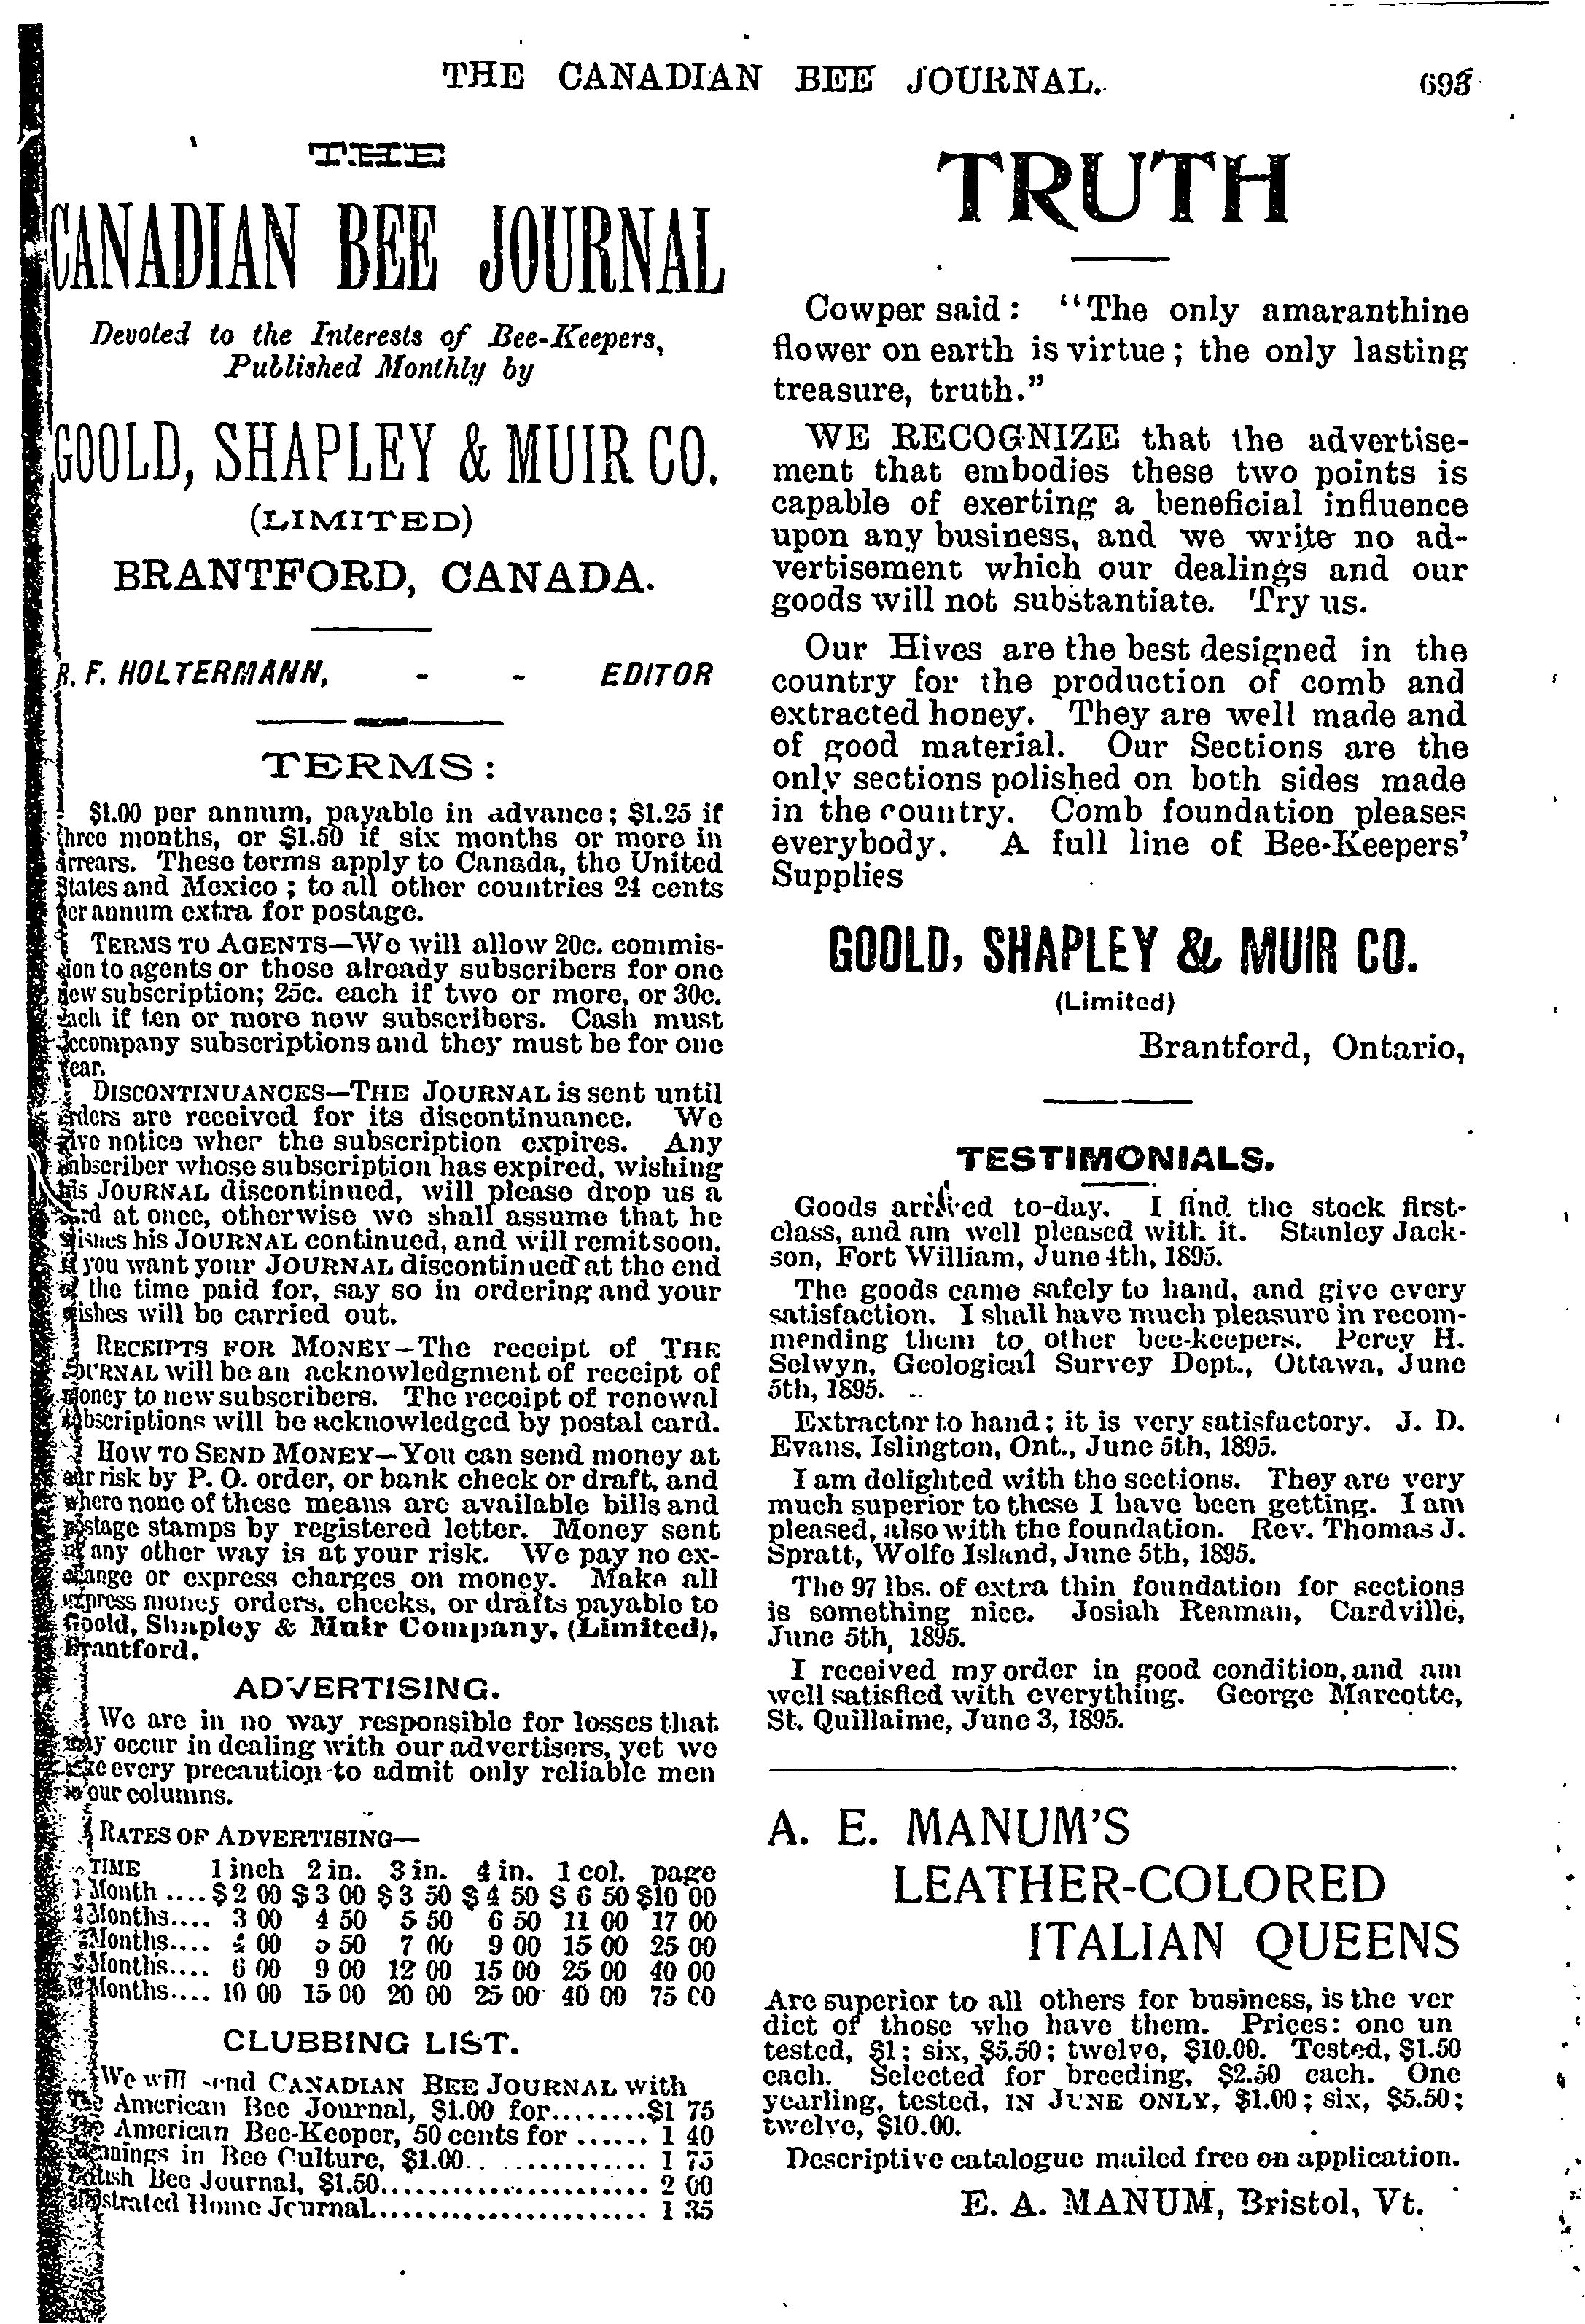 THE CANADIAN BEE JOURNAL. 693
THE
CANADIAN BEE JOURNAL
Devoted to the Interests of Bee-Keepers,
Published Monthly by
GOOLD, SHAPLEY & MUIR CO.
(LIMITED)
BRANTFORD, CANADA.
R. F. HOLTERMANN, - - EDITOR
TERMS:
$1.00 per annum, payable in advance; $1.25 if
three months, or $1.50 if six months or more in
arrears. These terms apply to Canada, the United
States and Mexico; to all other countries 24 cents
per annum extra for postage.
TERMS TO AGENTS—We will allow 20c. commis-
sion to agents or those already subscribers for one
new subscription; 25c. each if two or more, or 30c.
each if ten or more new subscribers. Cash must
accompany subscriptions and they must be for one
year.
DISCONTINUANCES—THE JOURNAL is sent until
orders are received for its discontinuance. We
give notice when the subscription expires. Any
subscriber whose subscription has expired, wishing
his JOURNAL discontinued, will please drop us a
card at once, otherwise we shall assume that he
wishes his JOURNAL continued, and will remit soon.
If you want your JOURNAL discontinued at the end
of the time paid for, say so in ordering and your
wishes will be carried out.
RECEIPTS FOR MONEY—The receipt of THE
JOURNAL will be an acknowledgment of receipt of
money to new subscribers. The receipt of renewal
subscriptions will be acknowledged by postal card.
HOW TO SEND MONEY—You can send money at
our risk by P. O. order, or bank check or draft, and
where none of these means are available bills and
postage stamps by registered letter. Money sent
any other way is at your risk. We pay no ex-
change or express charges on money. Make all
express money orders, checks, or drafts payable to
Goold, Shapley & Muir Company, (Limited),
Brantford.
ADVERTISING.
We are in no way responsible for losses that
may occur in dealing with our advertisers, yet we
take every precaution to admit only reliable men
in our columns.
RATES OF ADVERTISING—
TIME 1 inch 2 in. 3 in. 4 in. 1 col. page
Month .... $2 00 $3 00 $3 50 $4 50 $6 50 $10 00
2 Months.... 3 00 4 50 5 50 6 50 11 00 17 00
Months.... 4 00 5 50 7 00 9 00 15 00 25 00
Months.... 6 00 9 00 12 00 15 00 25 00 40 00
Months.... 10 00 15 00 20 00 25 00 40 00 75 00
CLUBBING LIST.
We will send CANADIAN BEE JOURNAL with
The American Bee Journal, $1.00 for........$1 75
The American Bee-Keeper, 50 cents for ...... 1 40
Gleanings in Bee Culture, $1.00.. ............. 1 75
British Bee Journal, $1.50........................ 2 00
Illustrated Home Journal......................... 1 35
TRUTH
Cowper said: "The only amaranthine
flower on earth is virtue; the only lasting
treasure, truth."
WE RECOGNIZE that the advertise-
ment that embodies these two points is
capable of exerting a beneficial influence
upon any business, and we write no ad-
vertisement which our dealings and our
goods will not substantiate. Try us.
Our Hives are the best designed in the
country for the production of comb and
extracted honey. They are well made and
of good material. Our Sections are the
only sections polished on both sides made
in the country. Comb foundation pleases
everybody. A full line of Bee-Keepers'
Supplies
GOOLD, SHAPLEY & MUIR CO.
(Limited)
Brantford, Ontario,
TESTIMONIALS.
Goods arrived to-day. I find the stock first-
class, and am well pleased with it. Stanley Jack-
son, Fort William, June 4th, 1895.
The goods came safely to hand, and give every
satisfaction. I shall have much pleasure in recom-
mending them to other bee-keepers. Percy H.
Selwyn, Geological Survey Dept., Ottawa, June
5th, 1895.
Extractor to hand; it is very satisfactory. J. D.
Evans, Islington, Ont., June 5th, 1895.
I am delighted with the sections. They are very
much superior to these I have been getting. I am
pleased, also with the foundation. Rev. Thomas J.
Spratt, Wolfe Island, June 5th, 1895.
The 97 lbs. of extra thin foundation for sections
is something nice. Josiah Reaman, Cardville,
June 5th, 1895.
I received my order in good condition, and am
well satisfied with everything. George Marcotte,
St. Quillaime, June 3, 1895.
A. E. MANUM'S
LEATHER-COLORED
ITALIAN QUEENS
Are superior to all others for business, is the ver
dict of those who have them. Prices: one un
tested, $1; six, $5.50; twelve, $10.00. Tested, $1.50
each. Selected for breeding, $2.50 each. One
yearling, tested, IN JUNE ONLY, $1.00; six, $5.50;
twelve, $10.00.
Descriptive catalogue mailed free on application.
E. A. MANUM, Bristol, Vt.